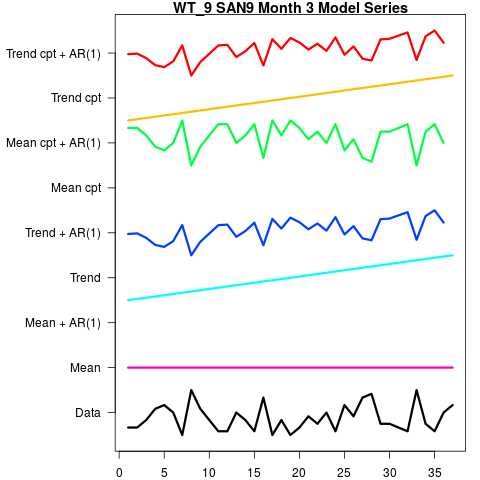 WT_9 SAN9 Month 3 Model Series
Trend cpt + AR(1)
Trend cpt
Mean cpt + AR(1)
Mean cpt
Trend + AR(1)
Trend
Mean + AR(1)
Mean
Data
0 5 10 15 20 25 30 35